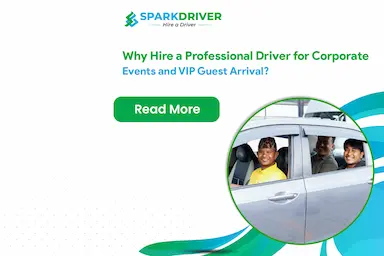 SPARKDRIVER
Hire a Driver
Why Hire a Professional Driver for Corporate
Events and VIP Guest Arrival?
Read More